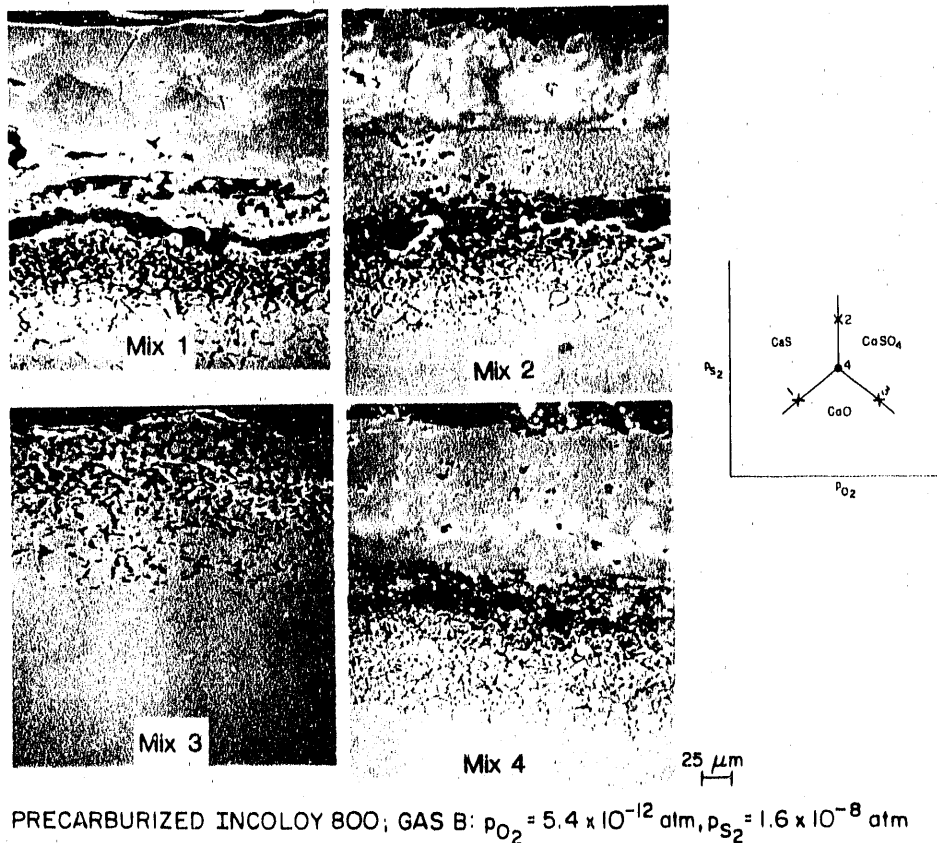 Mix 1
Mix 2
Mix 3
Mix 4
2
CaS
CaSO₄
pS₂
4
1
3
CaO
pO₂
25 μm
PRECARBURIZED INCOLOY 800; GAS B: pO₂ = 5.4 x 10⁻¹² atm, pS₂ = 1.6 x 10⁻⁸ atm